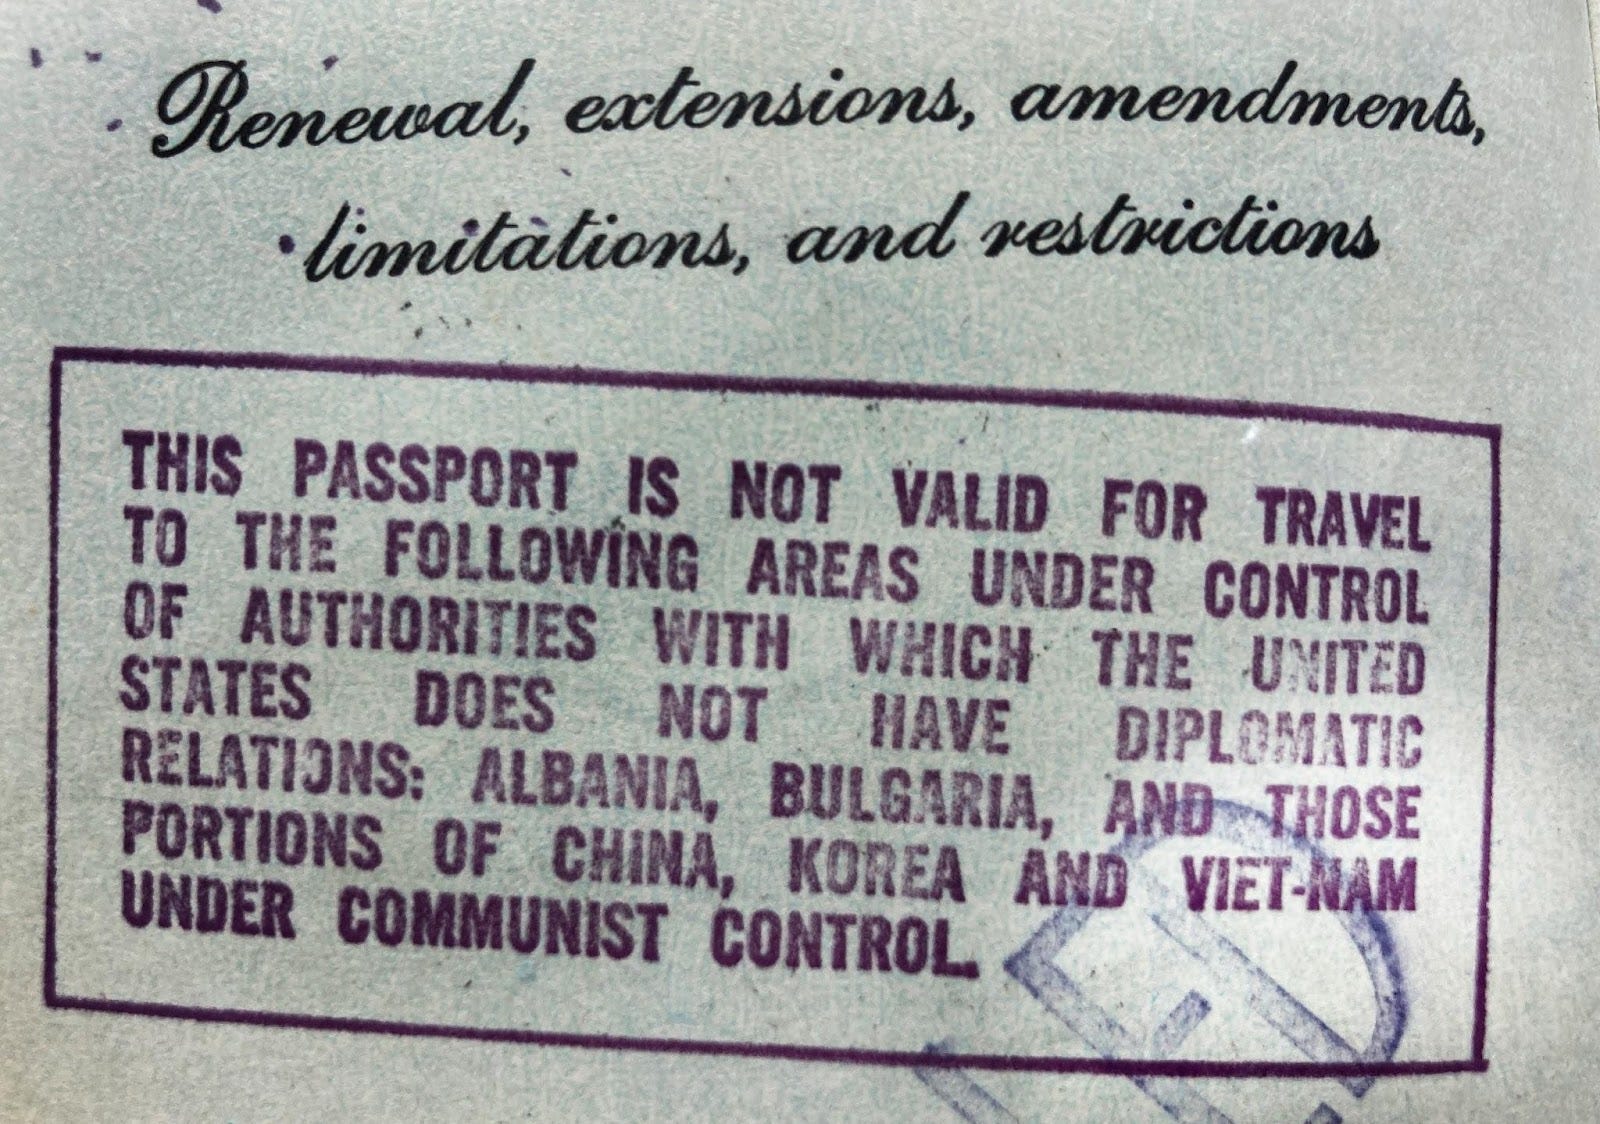 Renewal, extensions, amendments,
limitations, and restrictions
THIS PASSPORT IS NOT VALID FOR TRAVEL
TO THE FOLLOWING AREAS UNDER CONTROL
OF AUTHORITIES WITH WHICH THE UNITED
STATES DOES NOT HAVE DIPLOMATIC
RELATIONS: ALBANIA, BULGARIA, AND THOSE
PORTIONS OF CHINA, KOREA AND VIET-NAM
UNDER COMMUNIST CONTROL.